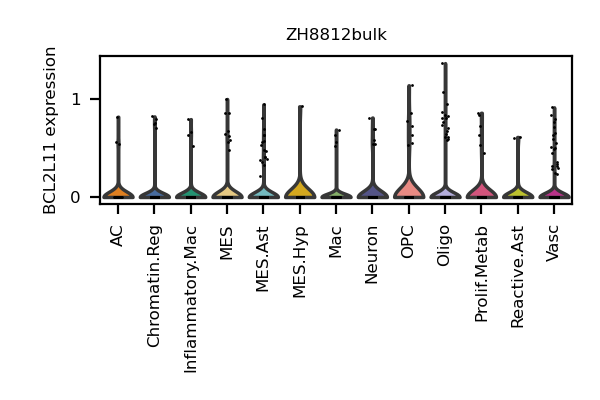 ZH8812bulk
BCL2L11 expression
1
0
AC
Chromatin.Reg
Inflammatory.Mac
MES
MES.Ast
MES.Hyp
Mac
Neuron
OPC
Oligo
Prolif.Metab
Reactive.Ast
Vasc